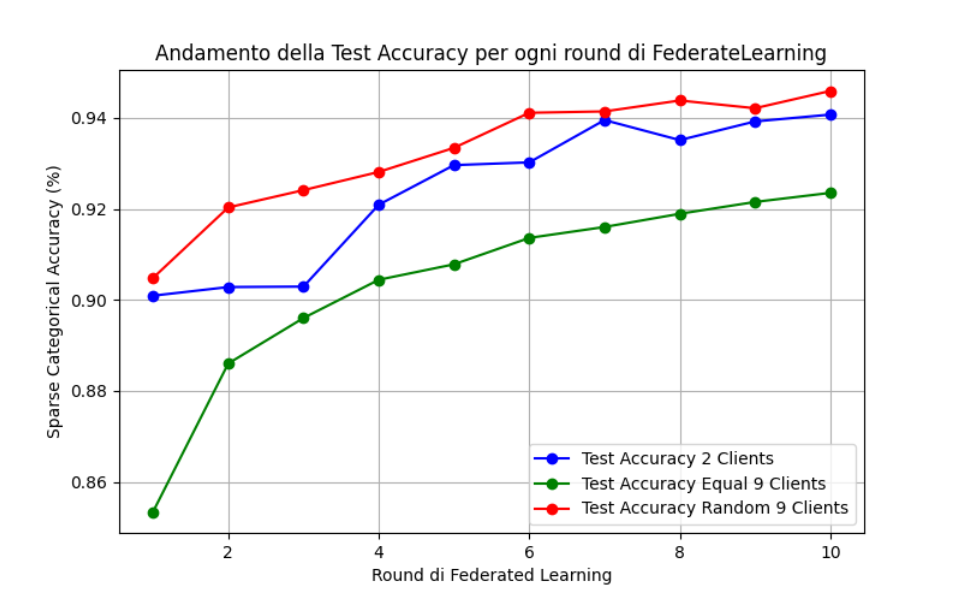 Andamento della Test Accuracy per ogni round di FederateLearning
Sparse Categorical Accuracy (%)
0.94
0.92
0.90
0.88
0.86
Test Accuracy 2 Clients
Test Accuracy Equal 9 Clients
Test Accuracy Random 9 Clients
2 4 6 8 10
Round di Federated Learning